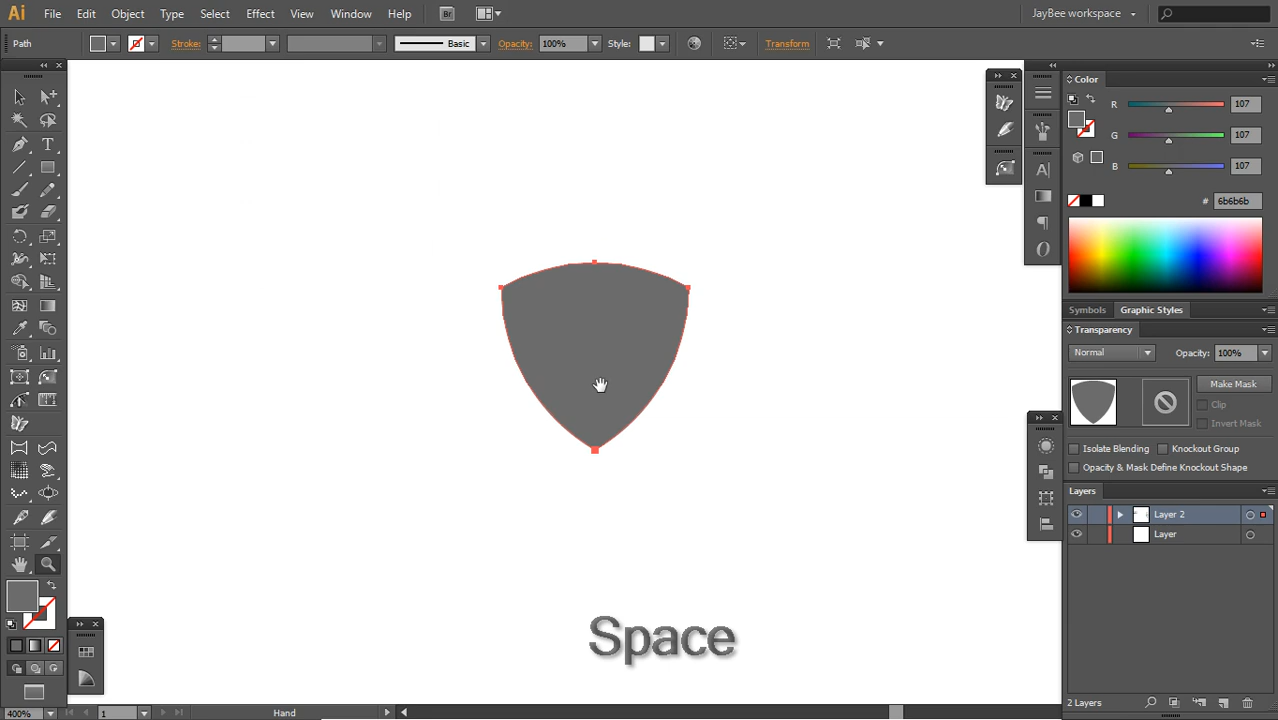 Ai File Edit Object Type Select Effect View Window Help Br JayBee workspace
Path Stroke: Basic Opacity: 100% Style: Transform
Color
R 107
G 107
B 107
# 6b6b6b
Symbols Graphic Styles
Transparency
Normal Opacity: 100%
Make Mask
Clip
Invert Mask
Isolate Blending Knockout Group
Opacity & Mask Define Knockout Shape
Layers
Layer 2
Layer
Space
2 Layers
400% 1 Hand